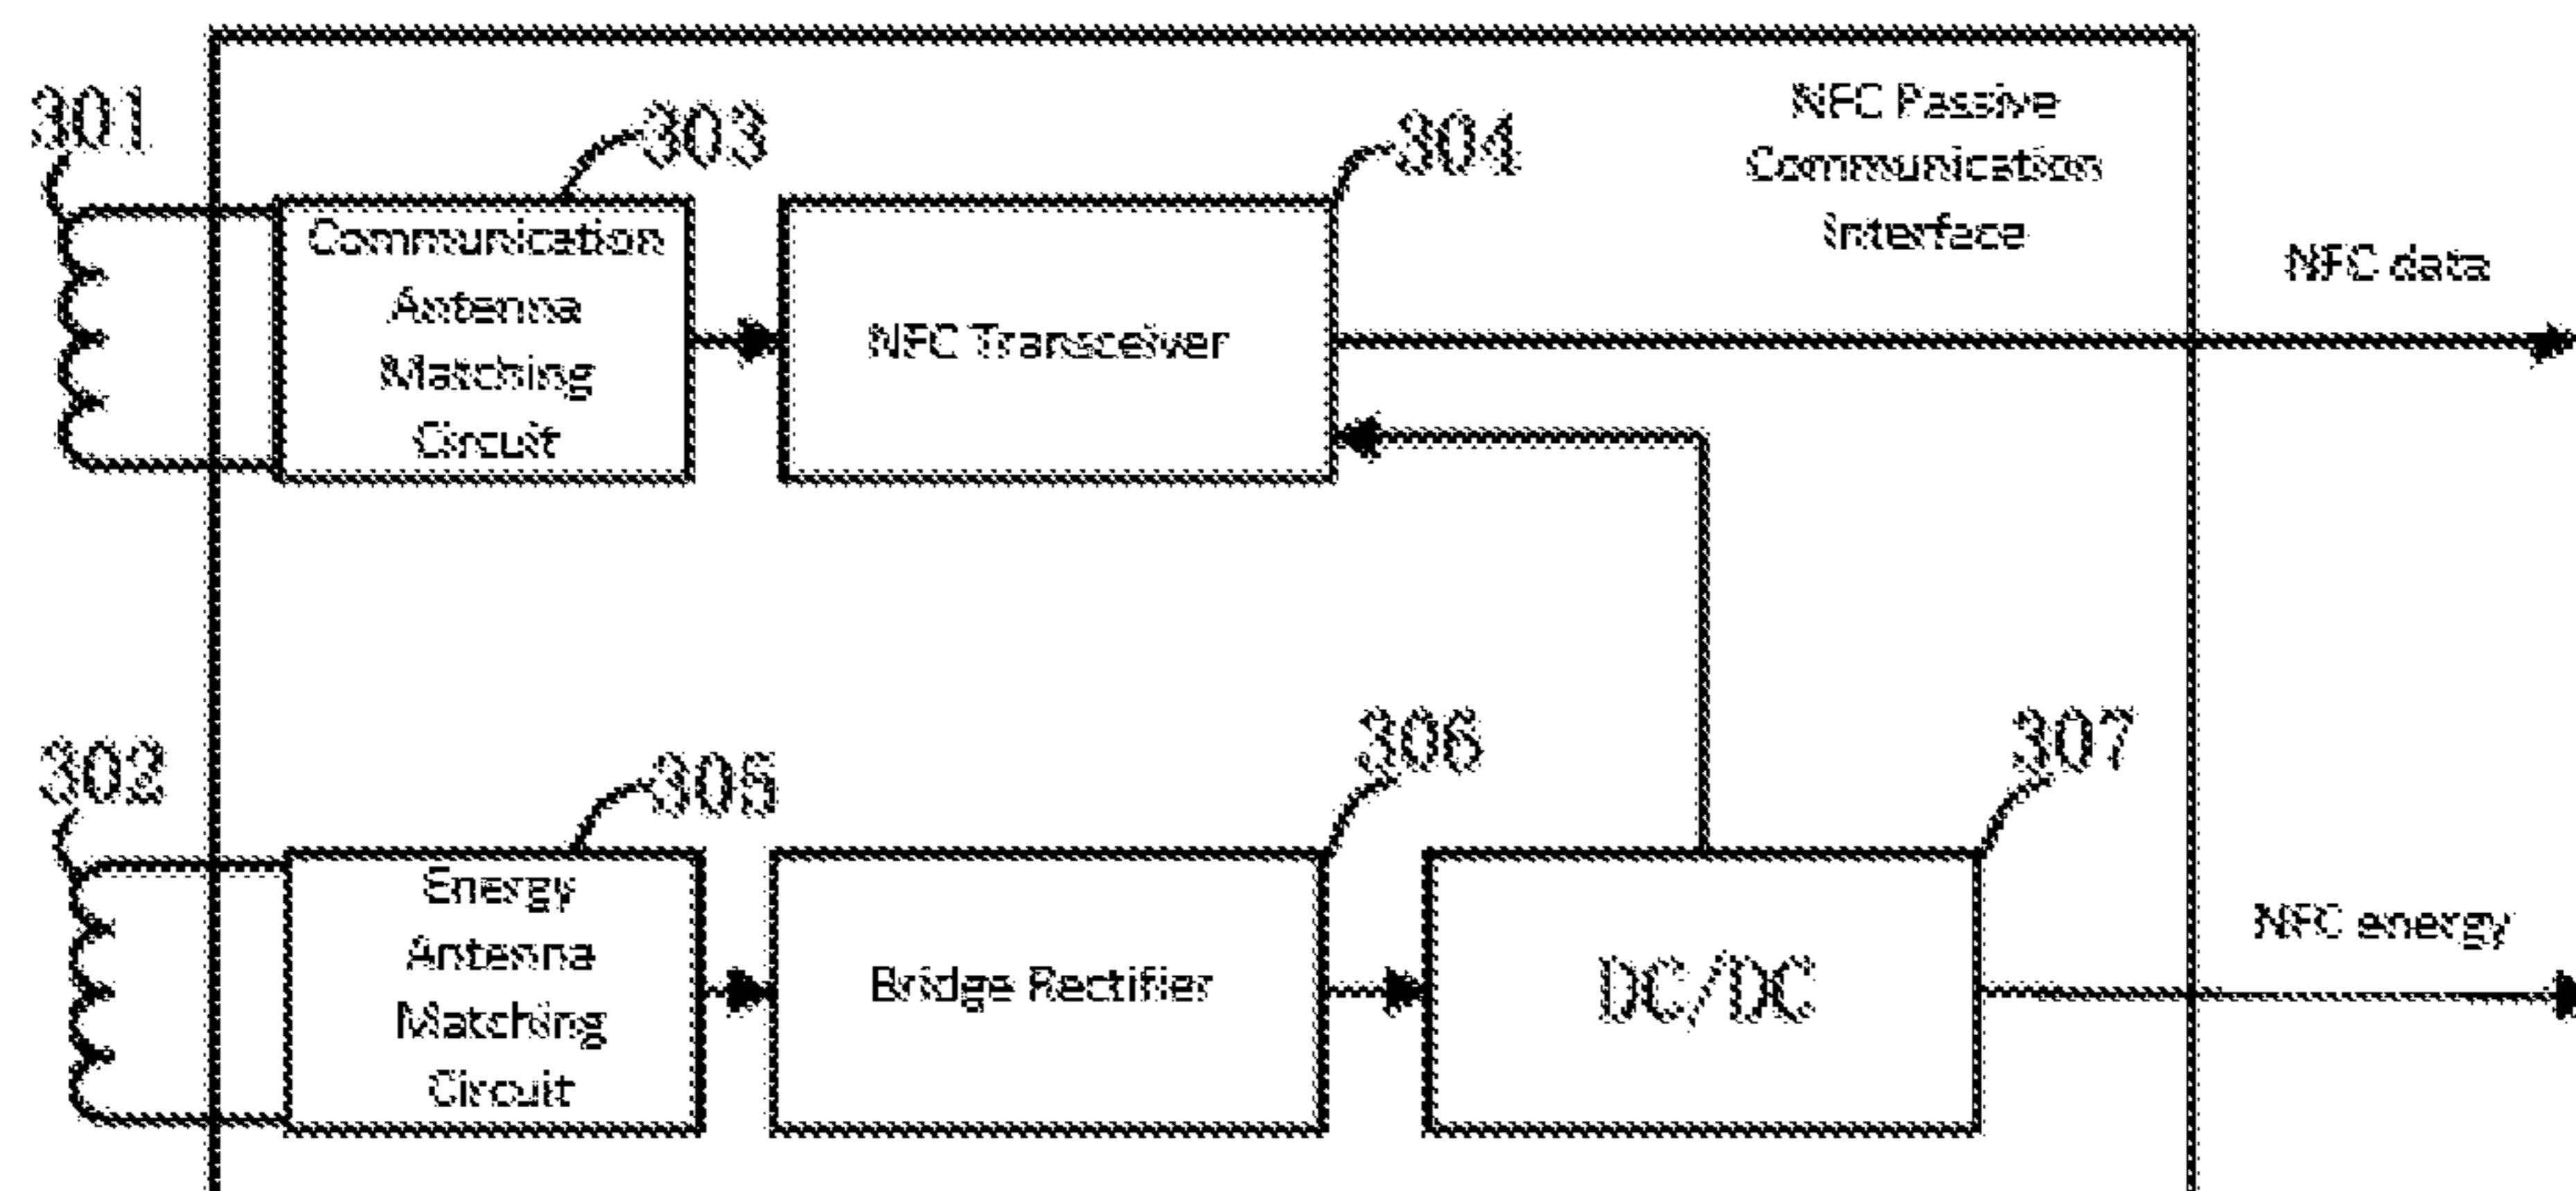 301
303
304
NFC Passive
Communication
Interface
Communication
Antenna
Matching
Circuit
NFC Transceiver
NFC data
302
305
306
307
Energy
Antenna
Matching
Circuit
Bridge Rectifier
DC/DC
NFC energy